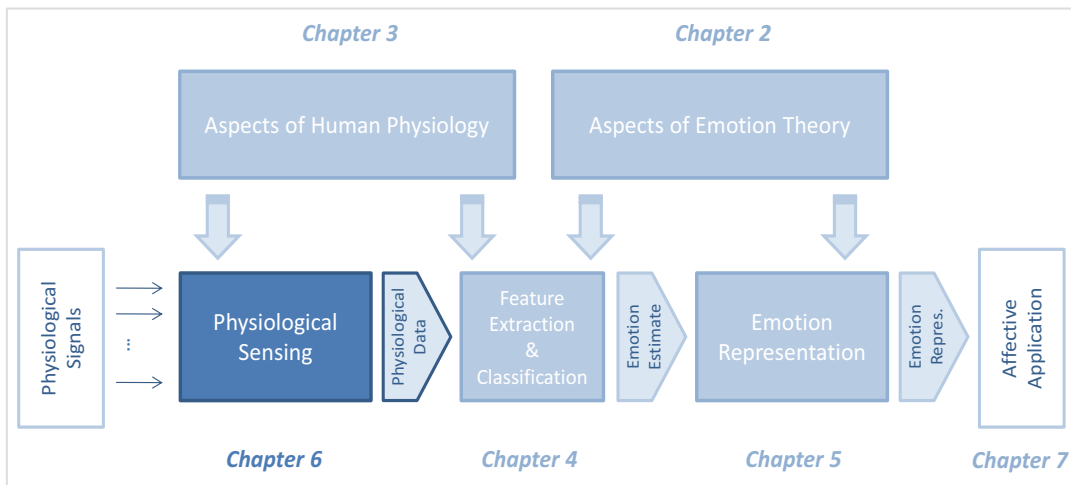 Chapter 3
Chapter 2
Aspects of Human Physiology
Aspects of Emotion Theory
Physiological
Signals
...
Physiological
Sensing
Physiological
Data
Feature
Extraction
&
Classification
Emotion
Estimate
Emotion
Representation
Emotion
Repres.
Affective
Application
Chapter 6
Chapter 4
Chapter 5
Chapter 7